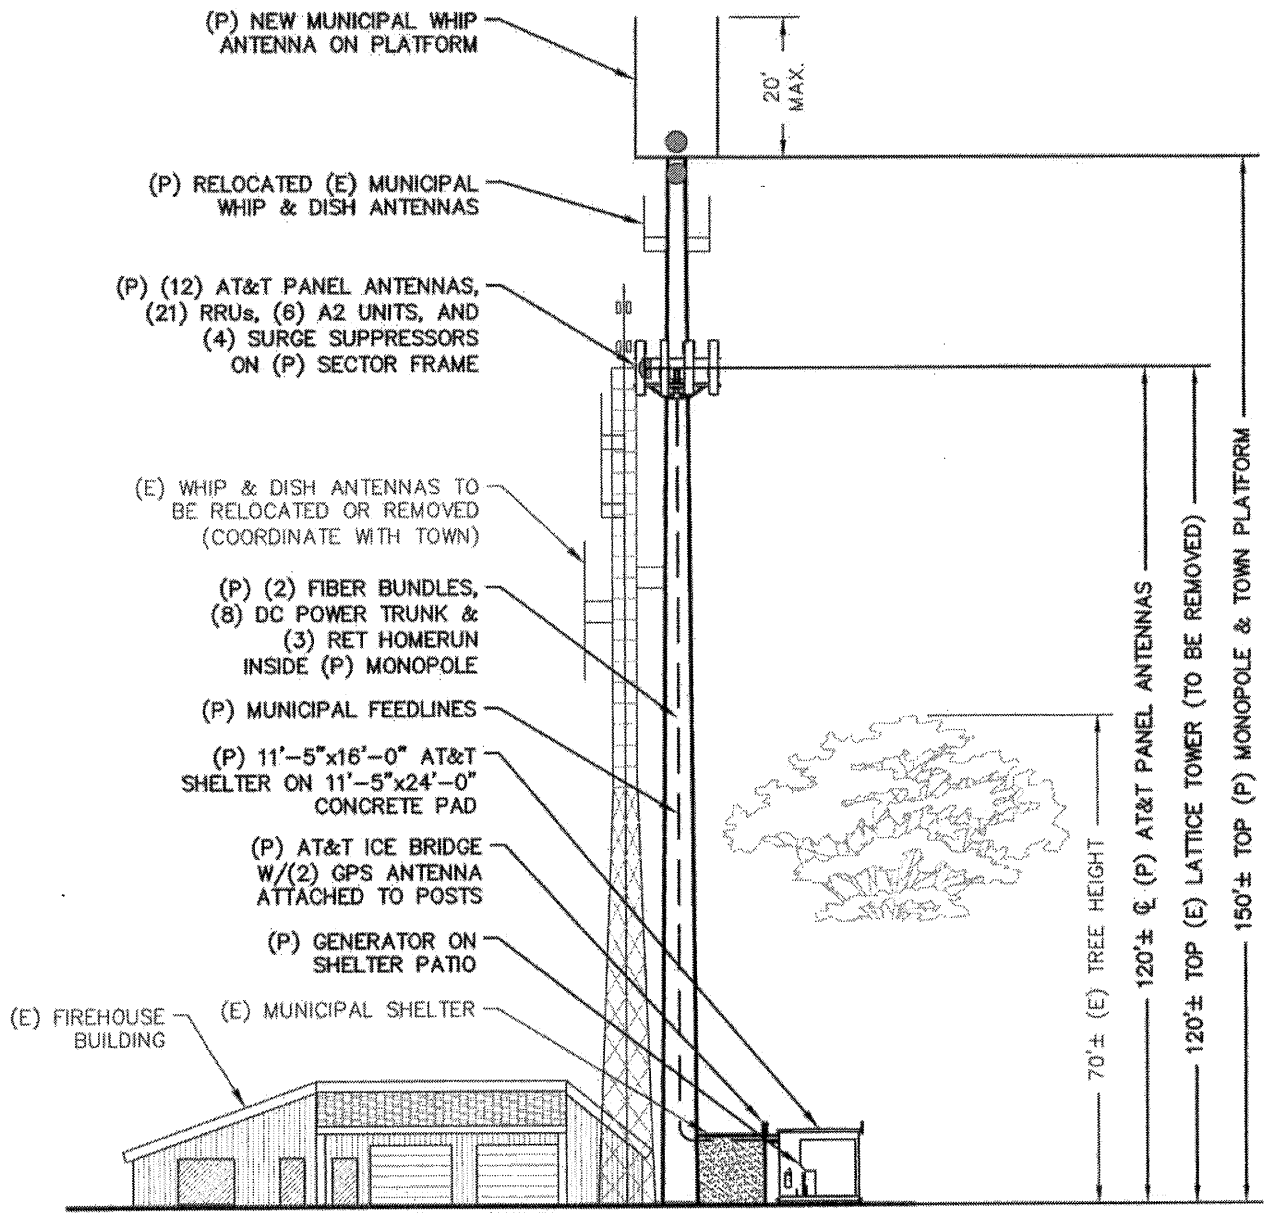 (P) NEW MUNICIPAL WHIP
ANTENNA ON PLATFORM
20'
MAX.
(P) RELOCATED (E) MUNICIPAL
WHIP & DISH ANTENNAS
(P) (12) AT&T PANEL ANTENNAS,
(21) RRUs, (6) A2 UNITS, AND
(4) SURGE SUPPRESSORS
ON (P) SECTOR FRAME
(E) WHIP & DISH ANTENNAS TO
BE RELOCATED OR REMOVED
(COORDINATE WITH TOWN)
(P) (2) FIBER BUNDLES,
(8) DC POWER TRUNK &
(3) RET HOMERUN
INSIDE (P) MONOPOLE
(P) MUNICIPAL FEEDLINES
(P) 11'-5"x16'-0" AT&T
SHELTER ON 11'-5"x24'-0"
CONCRETE PAD
(P) AT&T ICE BRIDGE
W/(2) GPS ANTENNA
ATTACHED TO POSTS
(P) GENERATOR ON
SHELTER PATIO
(E) MUNICIPAL SHELTER
(E) FIREHOUSE
BUILDING
70'± (E) TREE HEIGHT
120'± ℄ (P) AT&T PANEL ANTENNAS
120'± TOP (E) LATTICE TOWER (TO BE REMOVED)
150'± TOP (P) MONOPOLE & TOWN PLATFORM